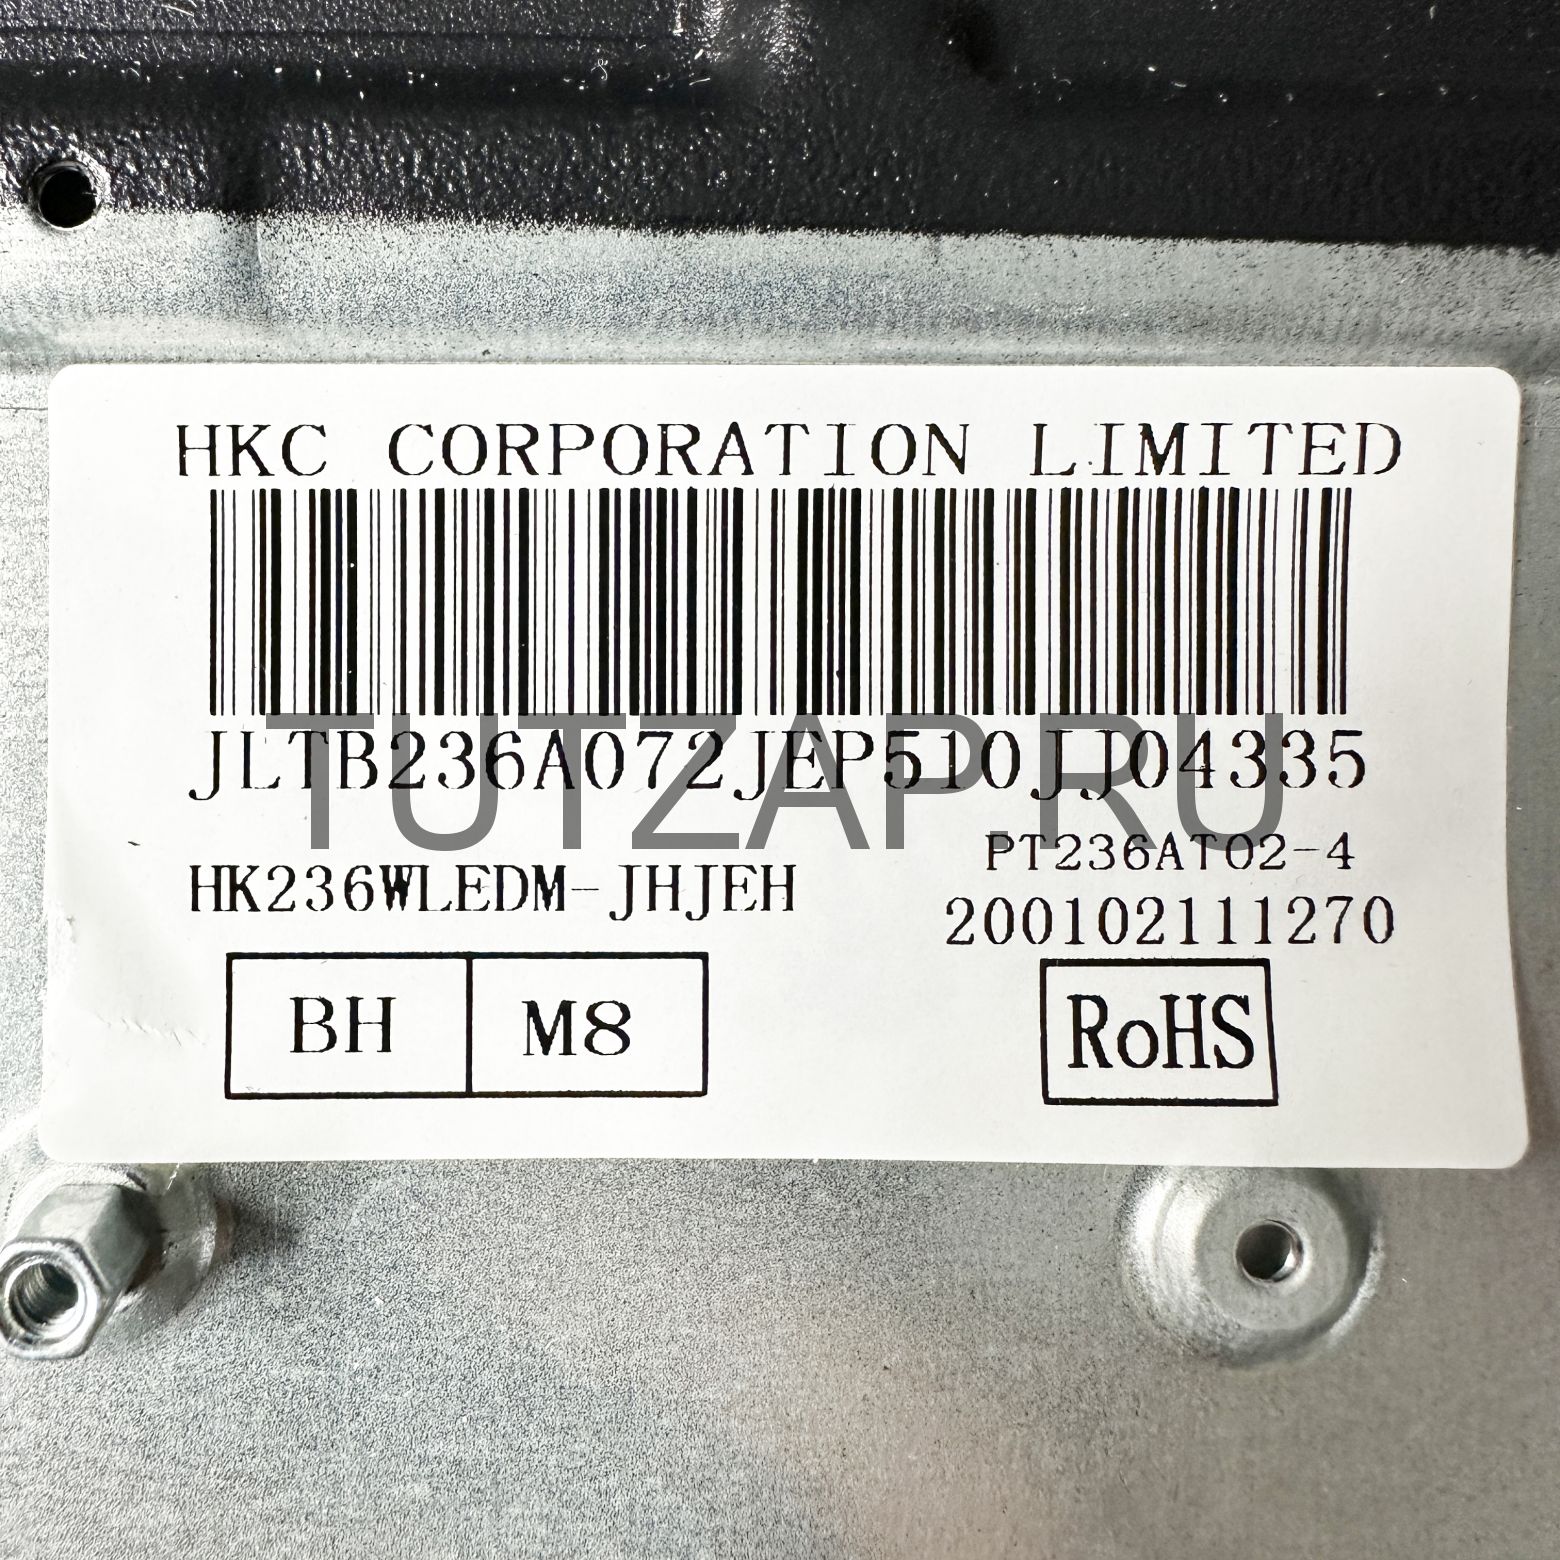 HKC CORPORATION LIMITED
JLTB236A072JEP510JJ04335
TUTZAP.RU
PT236AT02-4
HK236WLEDM-JHJEH
200102111270
BH M8
RoHS